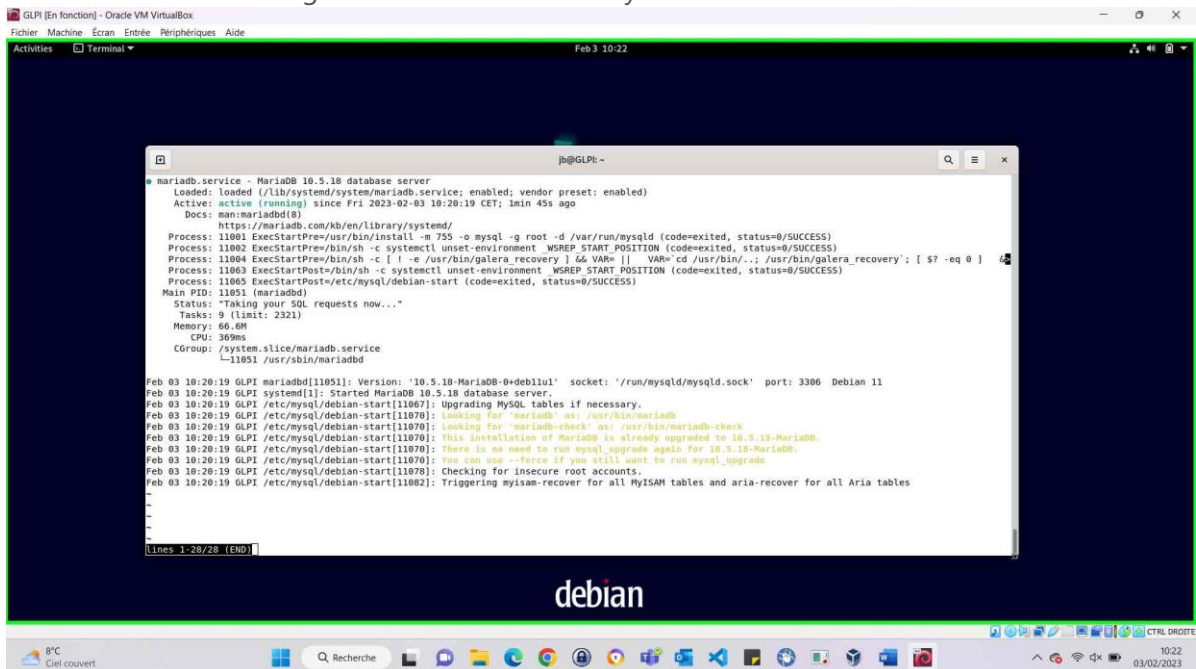 GLPI [En fonction] - Oracle VM VirtualBox
Fichier Machine Écran Entrée Périphériques Aide
Activities Terminal Feb 3 10:22
jb@GLPI: ~
● mariadb.service - MariaDB 10.5.18 database server
Loaded: loaded (/lib/systemd/system/mariadb.service; enabled; vendor preset: enabled)
Active: active (running) since Fri 2023-02-03 10:20:19 CET; 1min 45s ago
Docs: man:mariadbd(8)
https://mariadb.com/kb/en/library/systemd/
Process: 11001 ExecStartPre=/usr/bin/install -m 755 -o mysql -g root -d /var/run/mysqld (code=exited, status=0/SUCCESS)
Process: 11002 ExecStartPre=/bin/sh -c systemctl unset-environment _WSREP_START_POSITION (code=exited, status=0/SUCCESS)
Process: 11004 ExecStartPre=/bin/sh -c [ ! -e /usr/bin/galera_recovery ] && VAR= || VAR=`cd /usr/bin/..; /usr/bin/galera_recovery`; [ $? -eq 0 ] &>
Process: 11063 ExecStartPost=/bin/sh -c systemctl unset-environment _WSREP_START_POSITION (code=exited, status=0/SUCCESS)
Process: 11065 ExecStartPost=/etc/mysql/debian-start (code=exited, status=0/SUCCESS)
Main PID: 11051 (mariadbd)
Status: "Taking your SQL requests now..."
Tasks: 9 (limit: 2321)
Memory: 66.6M
CPU: 369ms
CGroup: /system.slice/mariadb.service
└─11051 /usr/sbin/mariadbd
Feb 03 10:20:19 GLPI mariadbd[11051]: Version: '10.5.18-MariaDB-0+deb11u1' socket: '/run/mysqld/mysqld.sock' port: 3306 Debian 11
Feb 03 10:20:19 GLPI systemd[1]: Started MariaDB 10.5.18 database server.
Feb 03 10:20:19 GLPI /etc/mysql/debian-start[11067]: Upgrading MySQL tables if necessary.
Feb 03 10:20:19 GLPI /etc/mysql/debian-start[11070]: Looking for 'mariadb' as: /usr/bin/mariadb
Feb 03 10:20:19 GLPI /etc/mysql/debian-start[11070]: Looking for 'mariadb-check' as: /usr/bin/mariadb-check
Feb 03 10:20:19 GLPI /etc/mysql/debian-start[11070]: This installation of MariaDB is already upgraded to 10.5.18-MariaDB.
Feb 03 10:20:19 GLPI /etc/mysql/debian-start[11070]: There is no need to run mysql_upgrade again for 10.5.18-MariaDB.
Feb 03 10:20:19 GLPI /etc/mysql/debian-start[11070]: You can use --force if you still want to run mysql_upgrade
Feb 03 10:20:19 GLPI /etc/mysql/debian-start[11078]: Checking for insecure root accounts.
Feb 03 10:20:19 GLPI /etc/mysql/debian-start[11082]: Triggering myisam-recover for all MyISAM tables and aria-recover for all Aria tables
~
~
~
~
lines 1-28/28 (END)
debian
CTRL DROITE
8°C
Ciel couvert
Recherche
10:22
03/02/2023